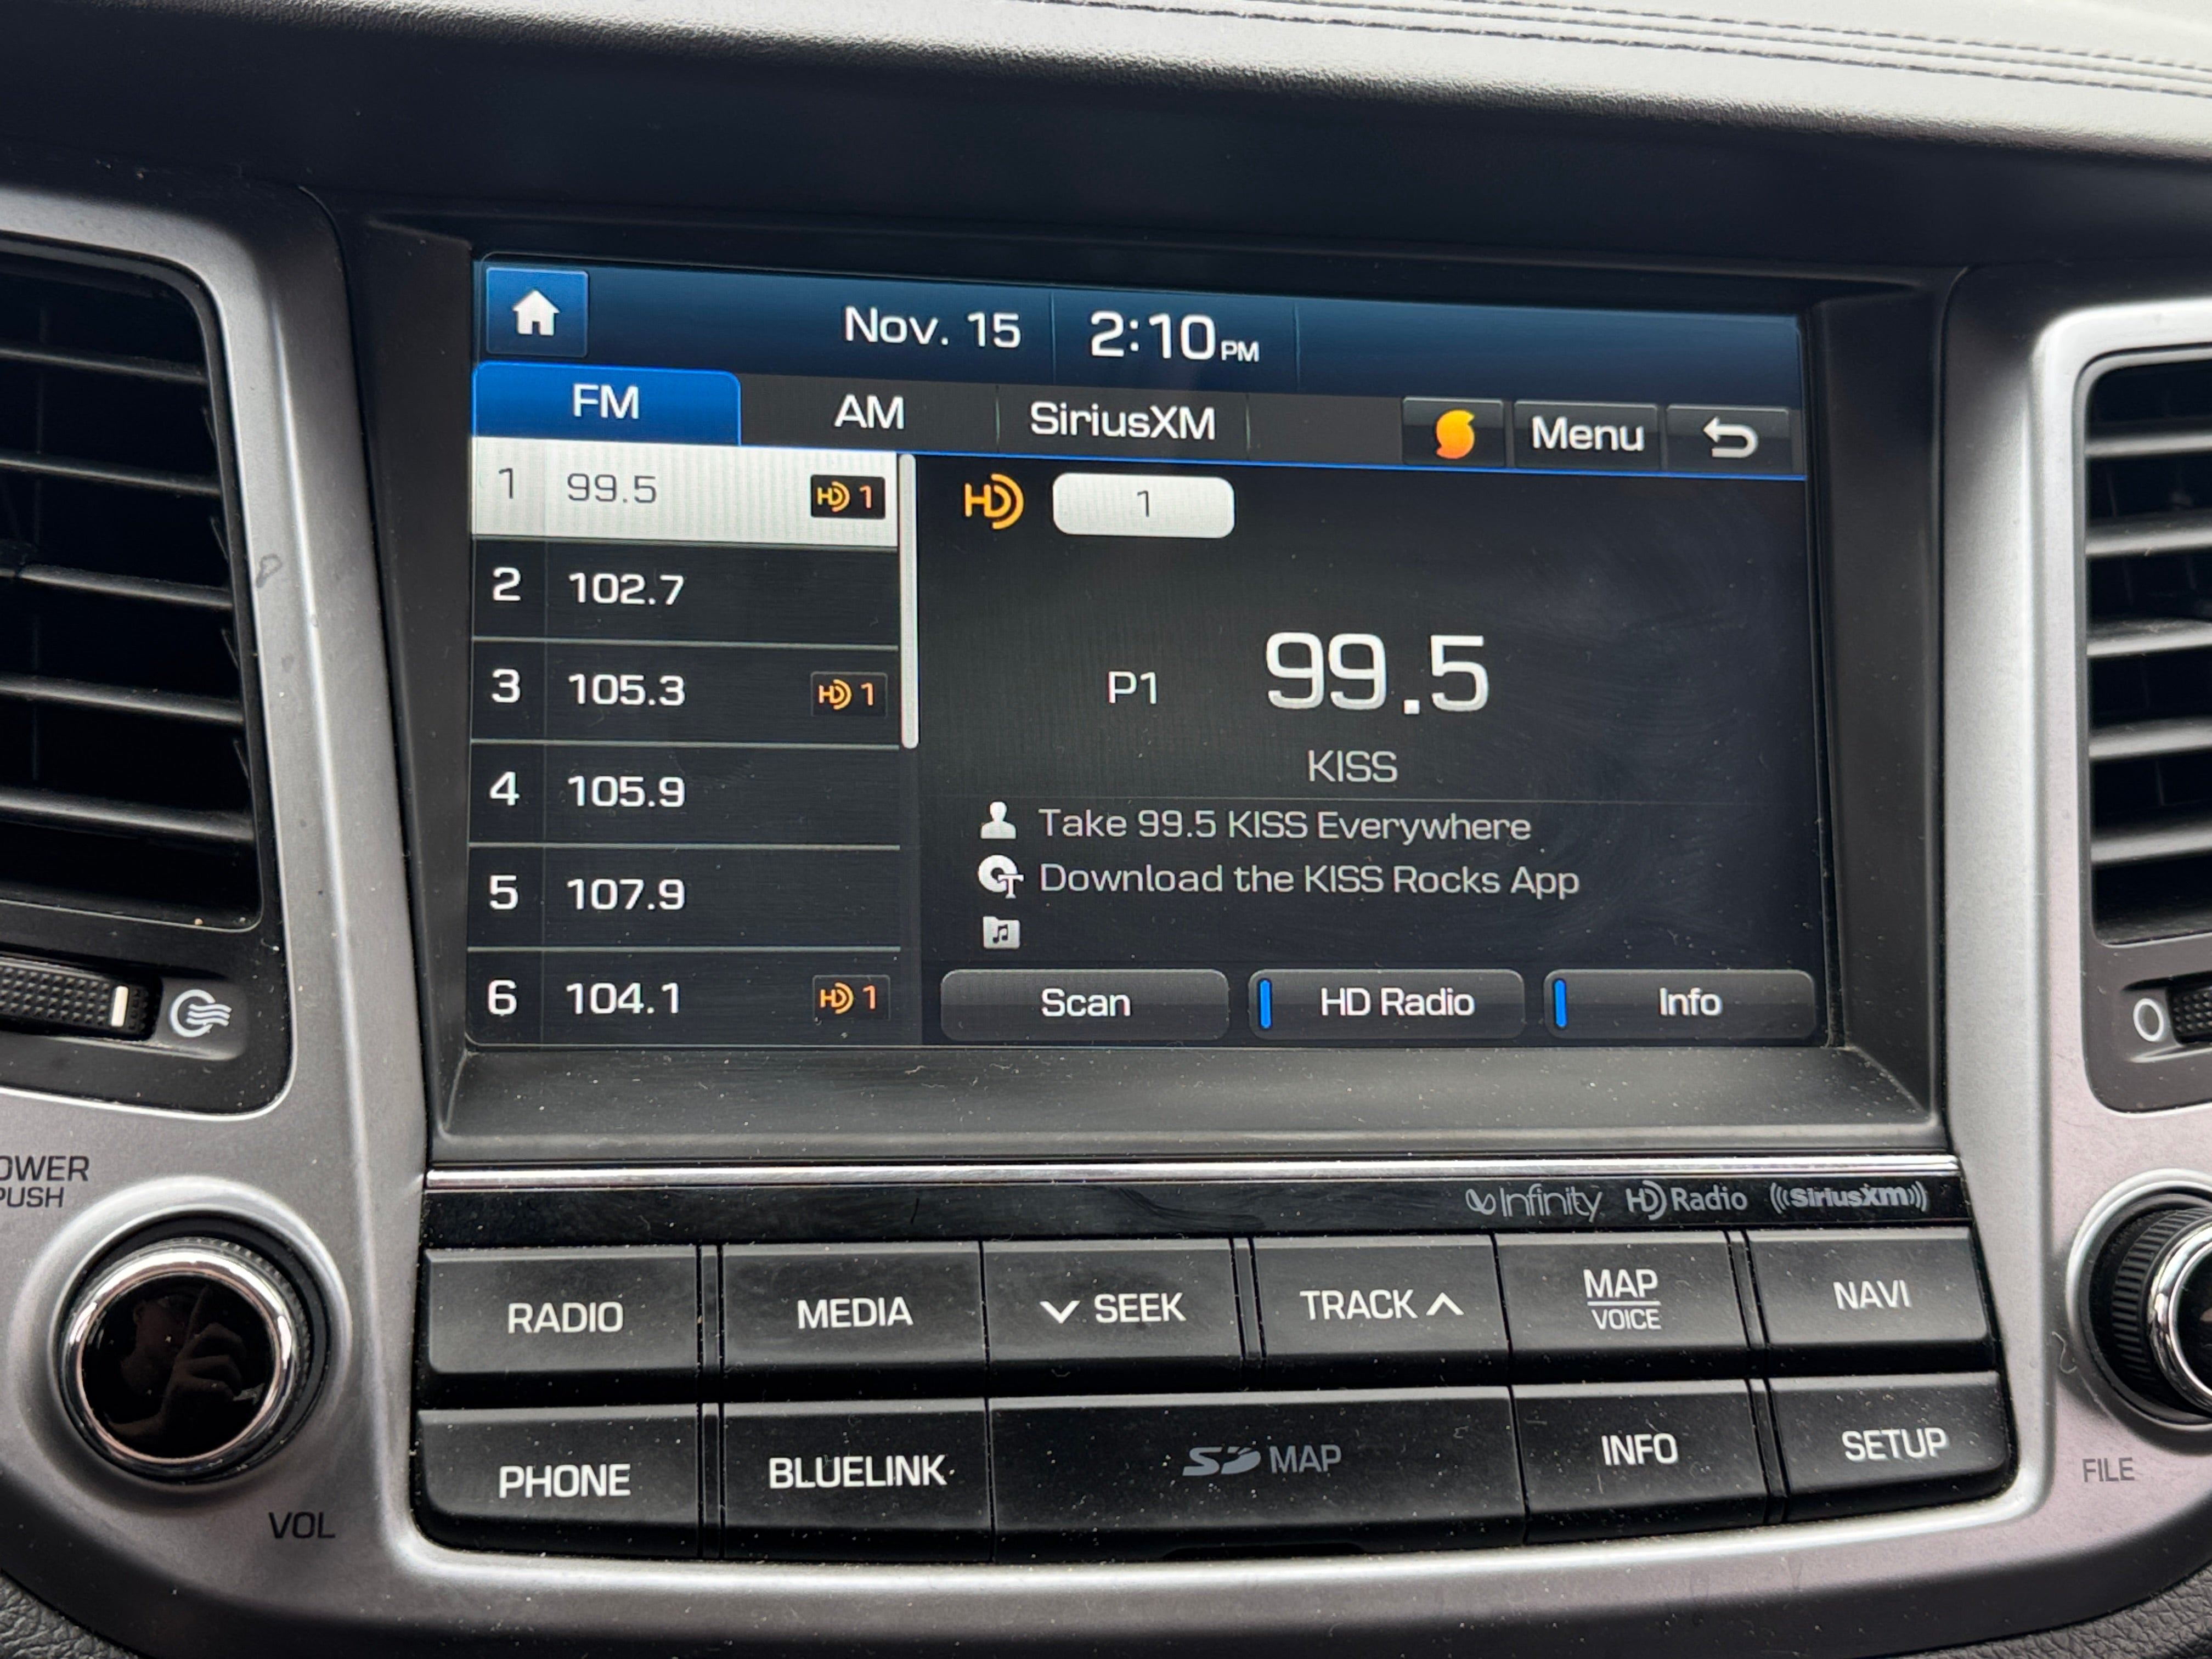 Nov. 15 2:10 PM
FM AM SiriusXM Menu
1 99.5 HD 1
2 102.7
3 105.3 HD 1
4 105.9
5 107.9
6 104.1 HD 1
HD 1
P1 99.5
KISS
Take 99.5 KISS Everywhere
Download the KISS Rocks App
Scan HD Radio Info
OWER
PUSH
VOL
Infinity HD Radio SiriusXM
RADIO MEDIA SEEK TRACK MAP VOICE NAVI
PHONE BLUELINK SD MAP INFO SETUP
FILE